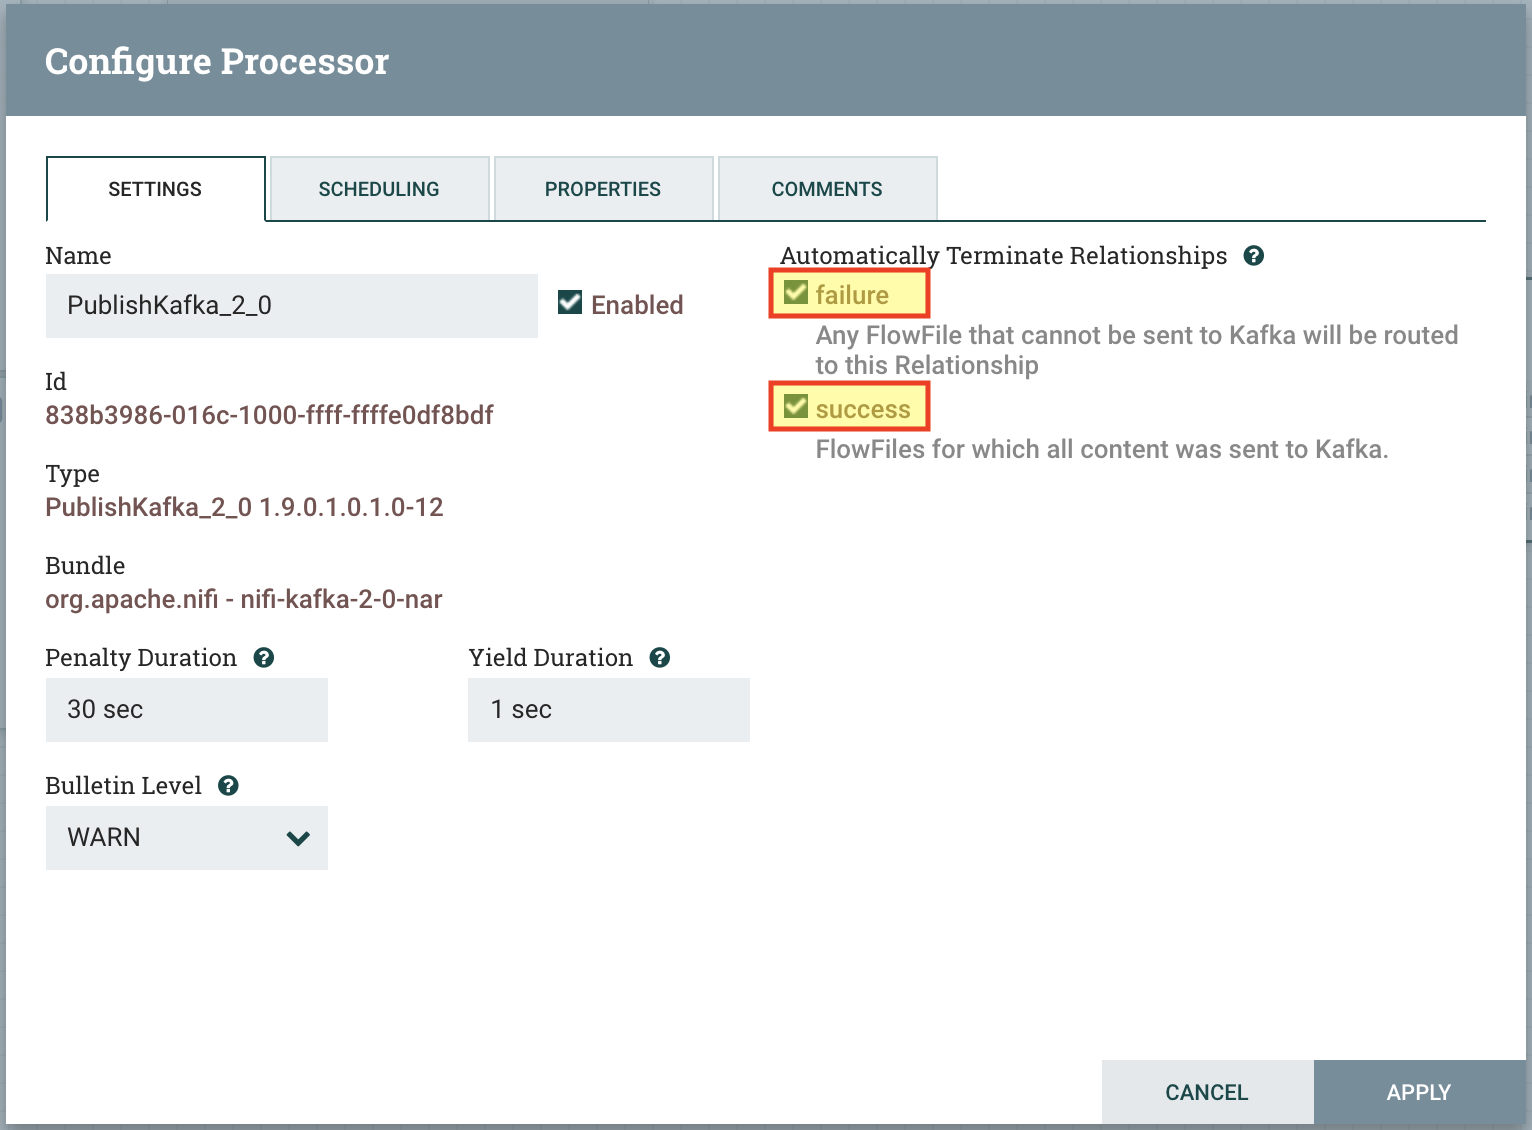 Configure Processor
SETTINGS
SCHEDULING
PROPERTIES
COMMENTS
Name
PublishKafka_2_0
Enabled
Id
838b3986-016c-1000-ffff-ffffe0df8bdf
Type
PublishKafka_2_0 1.9.0.1.0.1.0-12
Bundle
org.apache.nifi - nifi-kafka-2-0-nar
Penalty Duration
30 sec
Yield Duration
1 sec
Bulletin Level
WARN
Automatically Terminate Relationships
failure
Any FlowFile that cannot be sent to Kafka will be routed
to this Relationship
success
FlowFiles for which all content was sent to Kafka.
CANCEL
APPLY